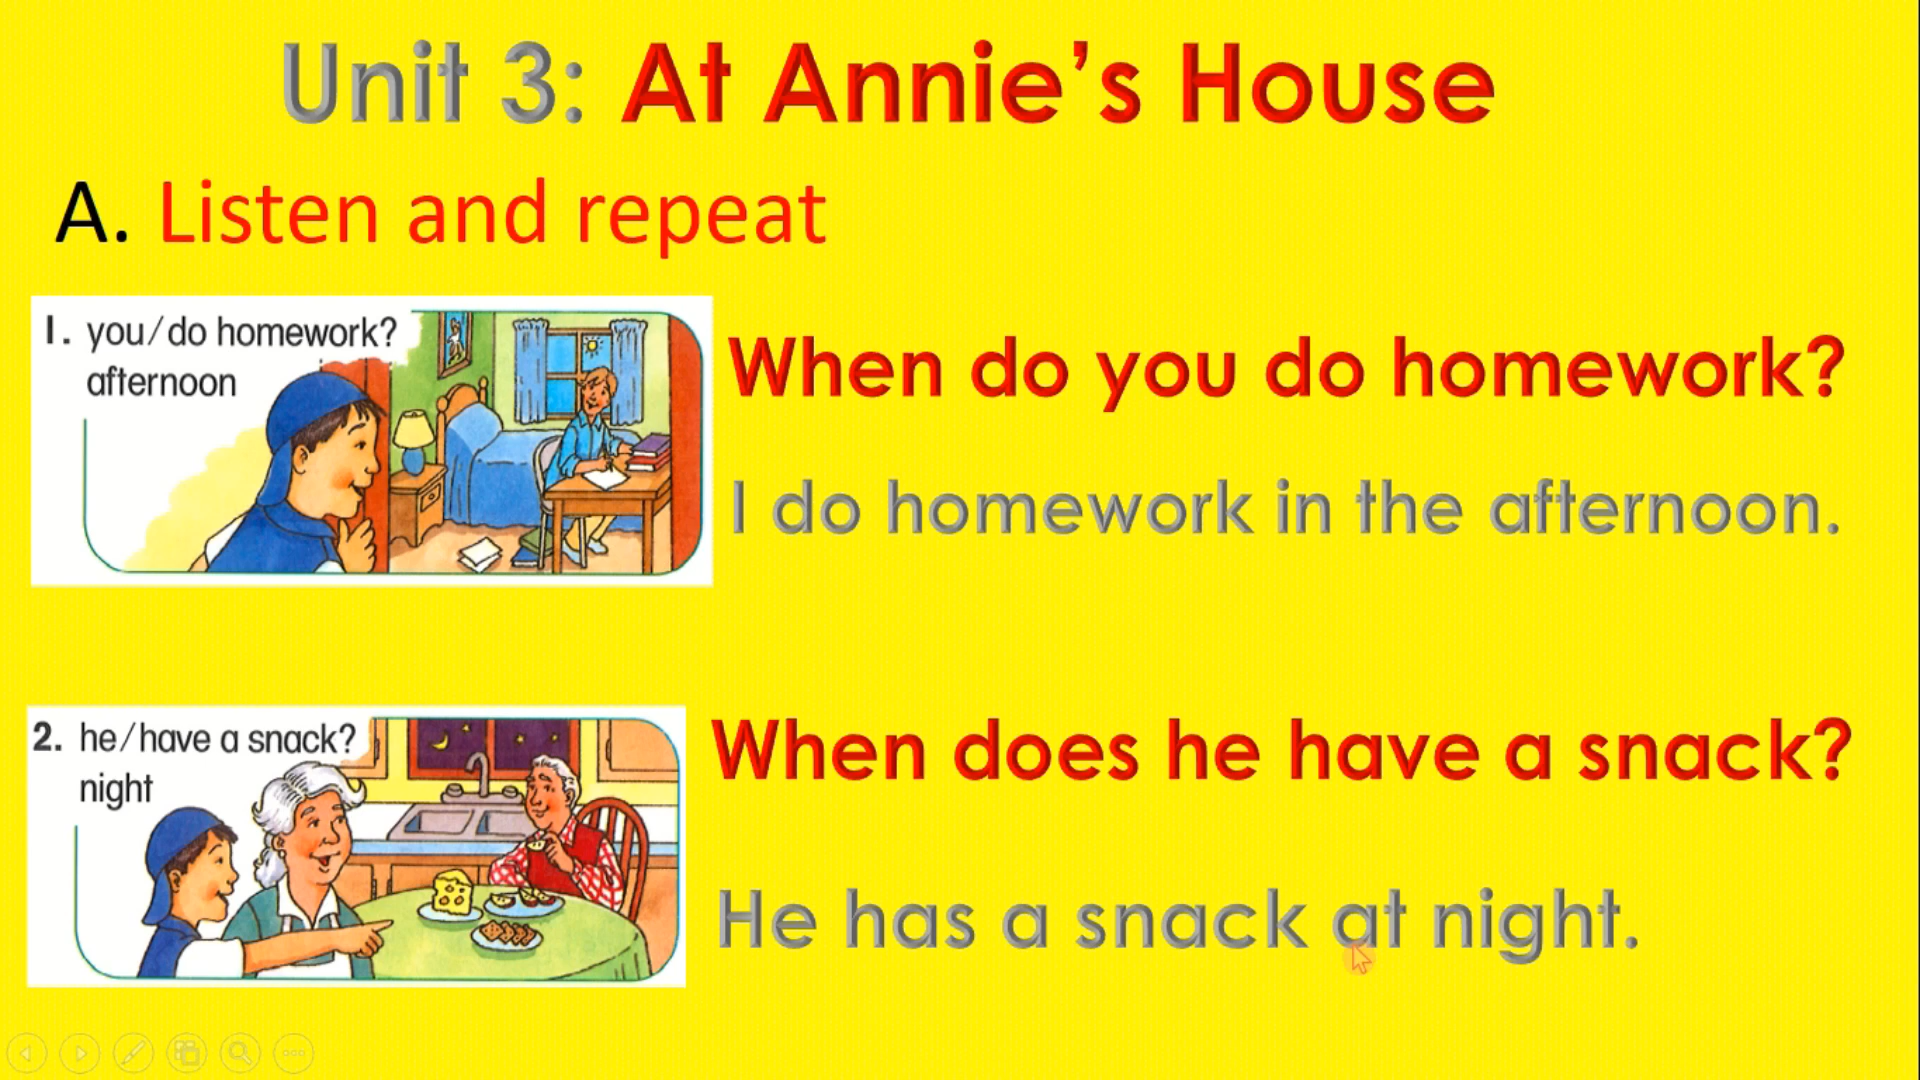 Unit 3: At Annie’s House
A. Listen and repeat
1. you/do homework?
afternoon
When do you do homework?
I do homework in the afternoon.
2. he/have a snack?
night
When does he have a snack?
He has a snack at night.